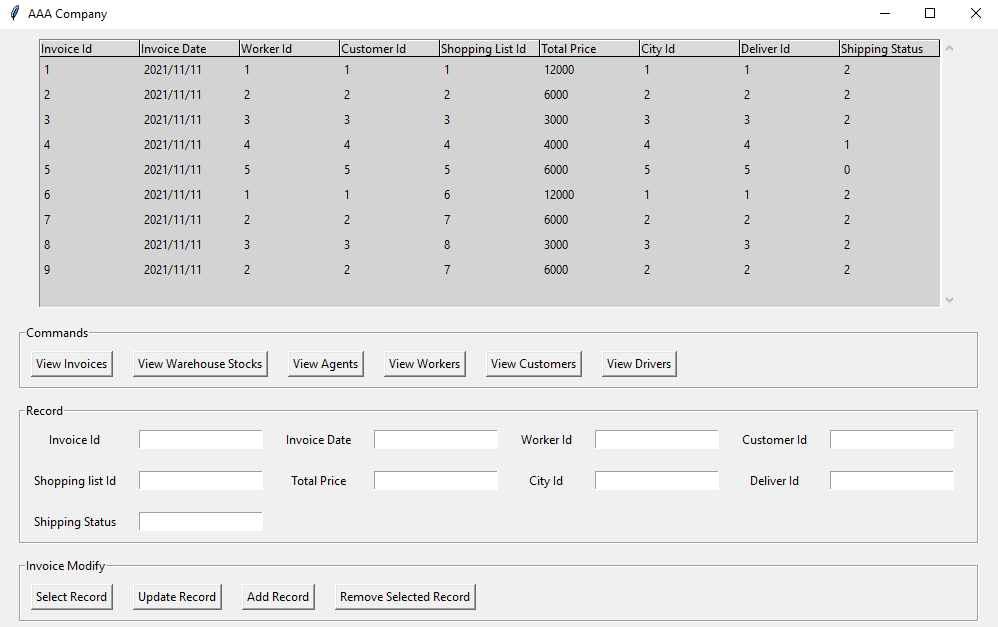 AAA Company
Invoice Id Invoice Date Worker Id Customer Id Shopping List Id Total Price City Id Deliver Id Shipping Status
1 2021/11/11 1 1 1 12000 1 1 2
2 2021/11/11 2 2 2 6000 2 2 2
3 2021/11/11 3 3 3 3000 3 3 2
4 2021/11/11 4 4 4 4000 4 4 1
5 2021/11/11 5 5 5 6000 5 5 0
6 2021/11/11 1 1 6 12000 1 1 2
7 2021/11/11 2 2 7 6000 2 2 2
8 2021/11/11 3 3 8 3000 3 3 2
9 2021/11/11 2 2 7 6000 2 2 2
Commands
View Invoices View Warehouse Stocks View Agents View Workers View Customers View Drivers
Record
Invoice Id Invoice Date Worker Id Customer Id
Shopping list Id Total Price City Id Deliver Id
Shipping Status
Invoice Modify
Select Record Update Record Add Record Remove Selected Record